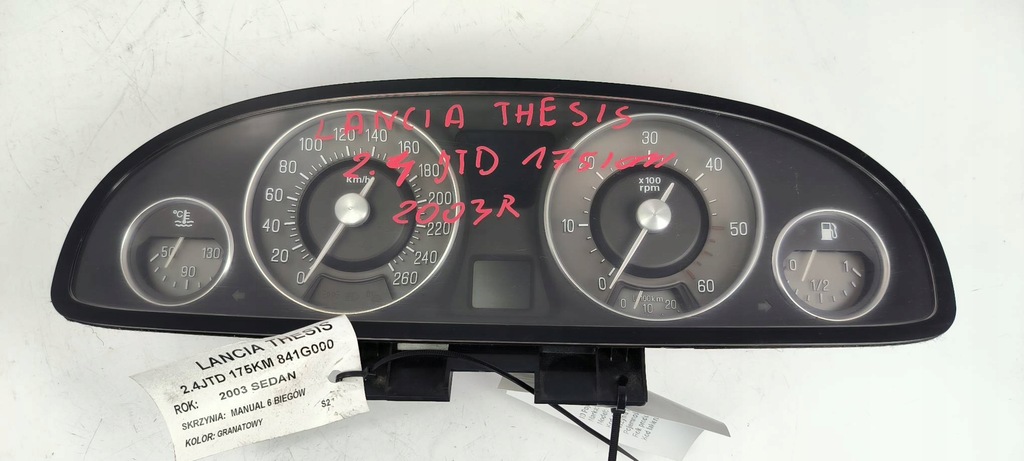 LANCIA THESIS
2.4 JTD 175KM
2003R
0 20 40 60 80 100 120 140 160 180 200 220 240 260
km/h
0 10 20 30 40 50 60
x100
rpm
°C
50 90 130
0 1/2 1
0 10 20
LANCIA THESIS
2.4JTD 175KM 841G000
ROK: 2003 SEDAN
SKRZYNIA: MANUAL 6 BIEGÓW S2
KOLOR: GRANATOWY